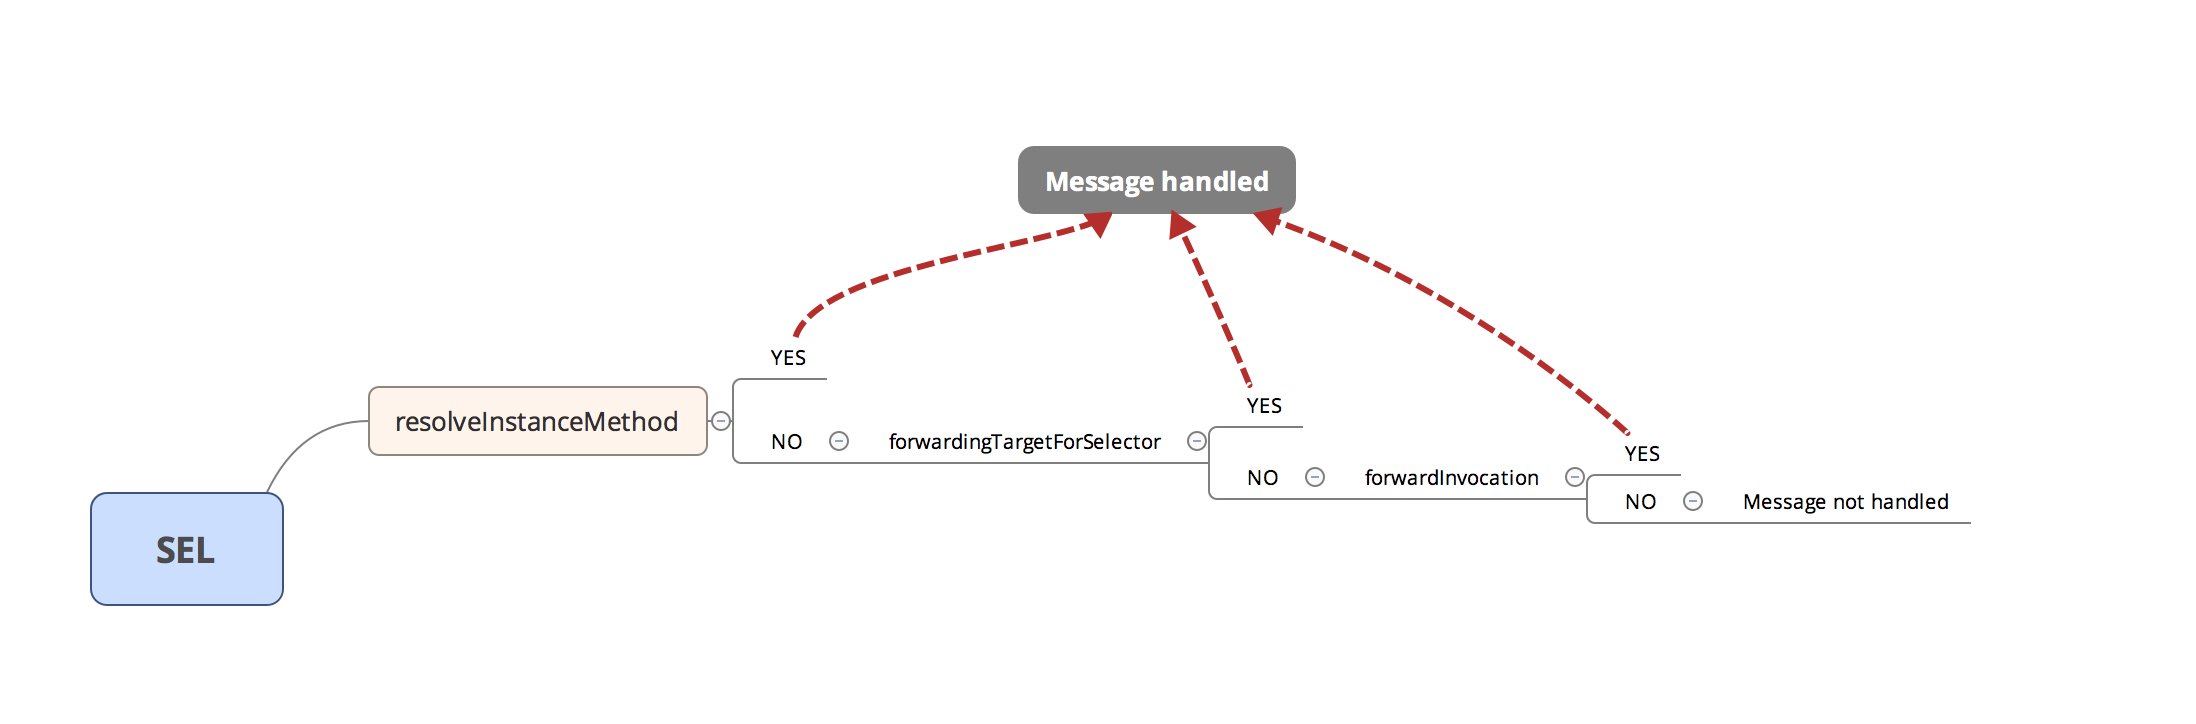 Message handled
YES
resolveInstanceMethod
NO
forwardingTargetForSelector
YES
NO
forwardInvocation
YES
NO
Message not handled
SEL